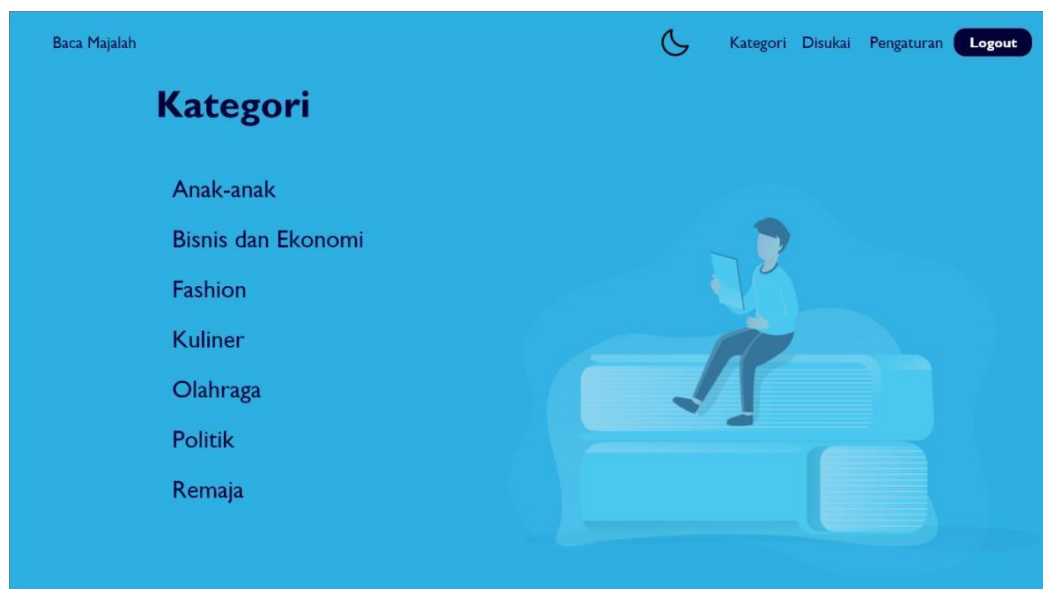 Baca Majalah
Kategori Disukai Pengaturan Logout
Kategori
Anak-anak
Bisnis dan Ekonomi
Fashion
Kuliner
Olahraga
Politik
Remaja